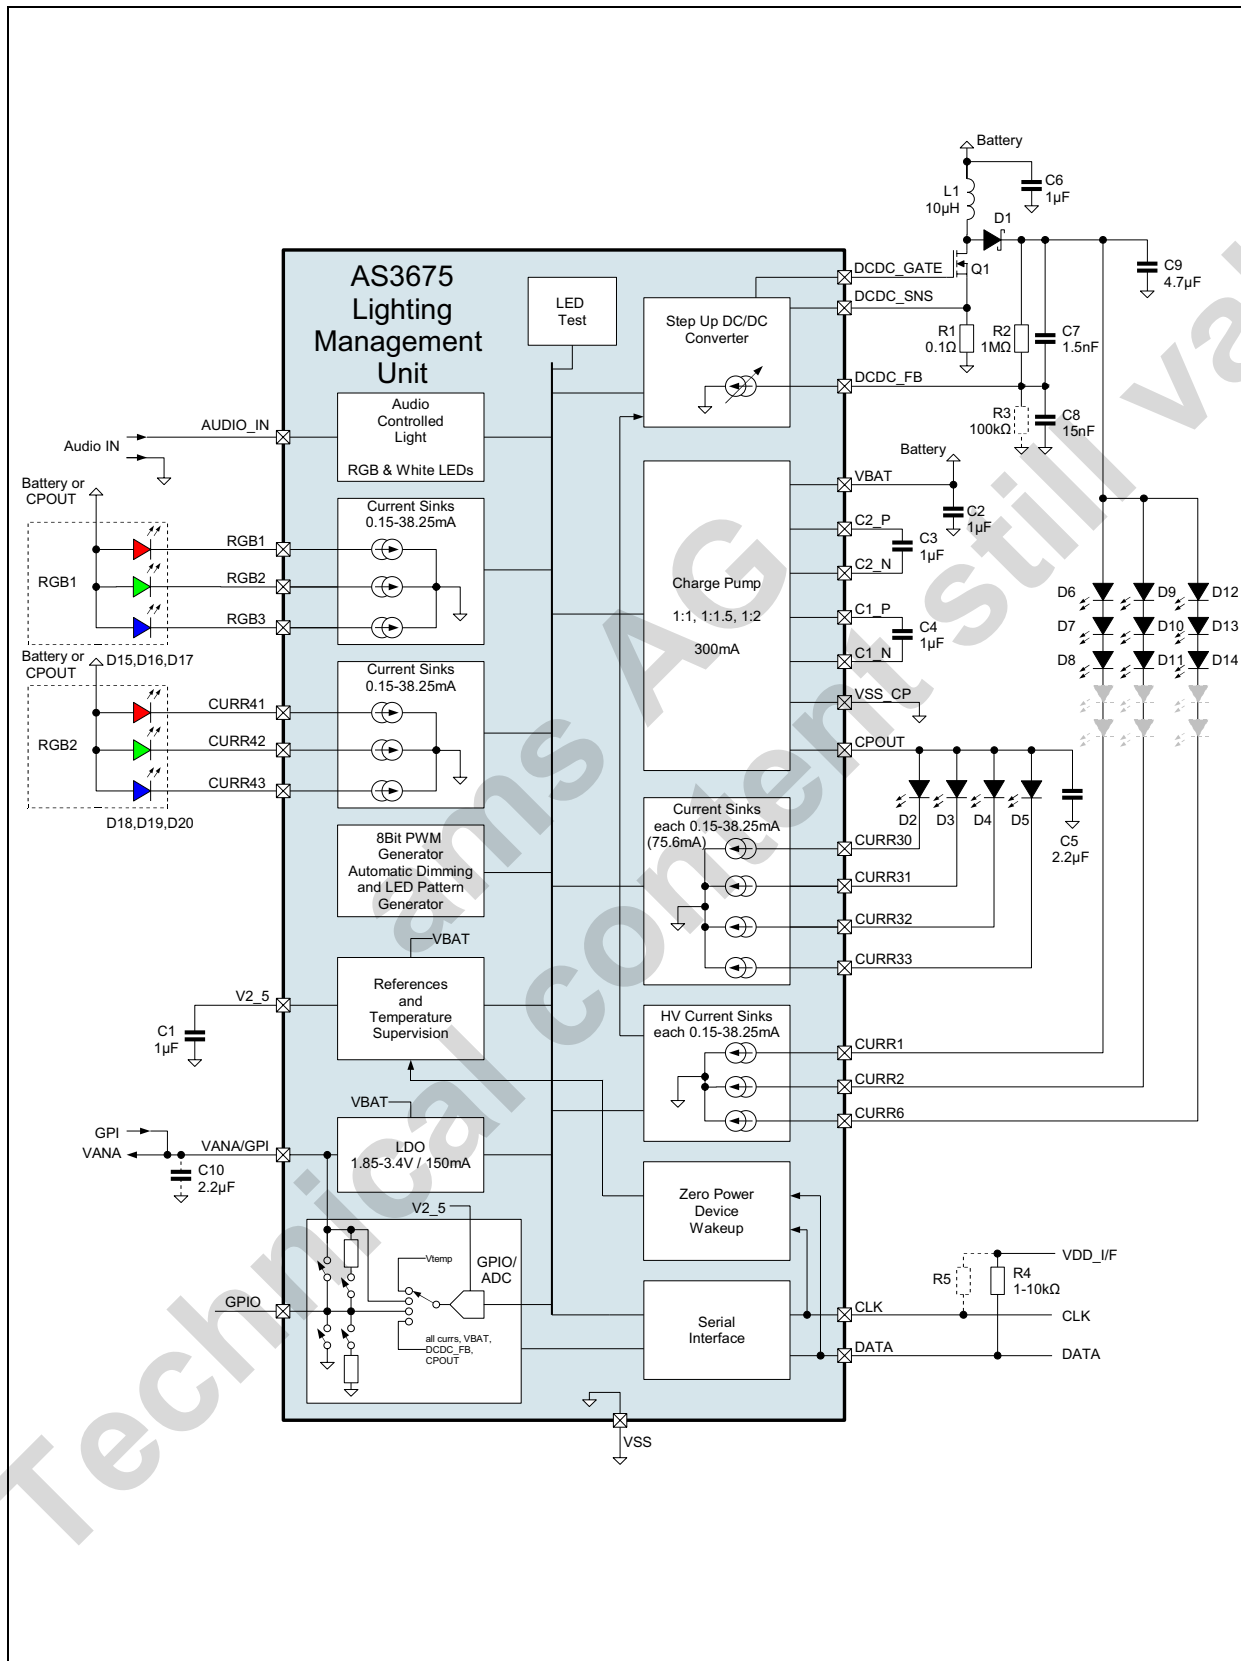 Battery
C6
1µF
L1
10µH
D1
Q1
C9
4.7µF
R1
0.1Ω
R2
1MΩ
C7
1.5nF
R3
100kΩ
C8
15nF
AS3675
Lighting
Management
Unit
LED
Test
Step Up DC/DC
Converter
DCDC_GATE
DCDC_SNS
DCDC_FB
Audio IN
AUDIO_IN
Audio
Controlled
Light
RGB & White LEDs
Battery or
CPOUT
RGB1
RGB1
RGB2
RGB3
D15,D16,D17
Current Sinks
0.15-38.25mA
Battery or
CPOUT
RGB2
CURR41
CURR42
CURR43
D18,D19,D20
Current Sinks
0.15-38.25mA
Charge Pump
1:1, 1:1.5, 1:2
300mA
Battery
VBAT
C2
1µF
C2_P
C3
1µF
C2_N
C1_P
C4
1µF
C1_N
VSS_CP
CPOUT
D6
D9
D12
D7
D10
D13
D8
D11
D14
D2
D3
D4
D5
C5
2.2µF
8Bit PWM
Generator
Automatic Dimming
and LED Pattern
Generator
Current Sinks
each 0.15-38.25mA
(75.6mA)
CURR30
CURR31
CURR32
CURR33
VBAT
V2_5
C1
1µF
References
and
Temperature
Supervision
HV Current Sinks
each 0.15-38.25mA
CURR1
CURR2
CURR6
VBAT
GPI
VANA
VANA/GPI
C10
2.2µF
LDO
1.85-3.4V / 150mA
Zero Power
Device
Wakeup
V2_5
Vtemp
GPIO/
ADC
GPIO
all currs, VBAT,
DCDC_FB,
CPOUT
Serial
Interface
VDD_I/F
R5
R4
1-10kΩ
CLK
CLK
DATA
DATA
VSS
ams AG
Technical content still va